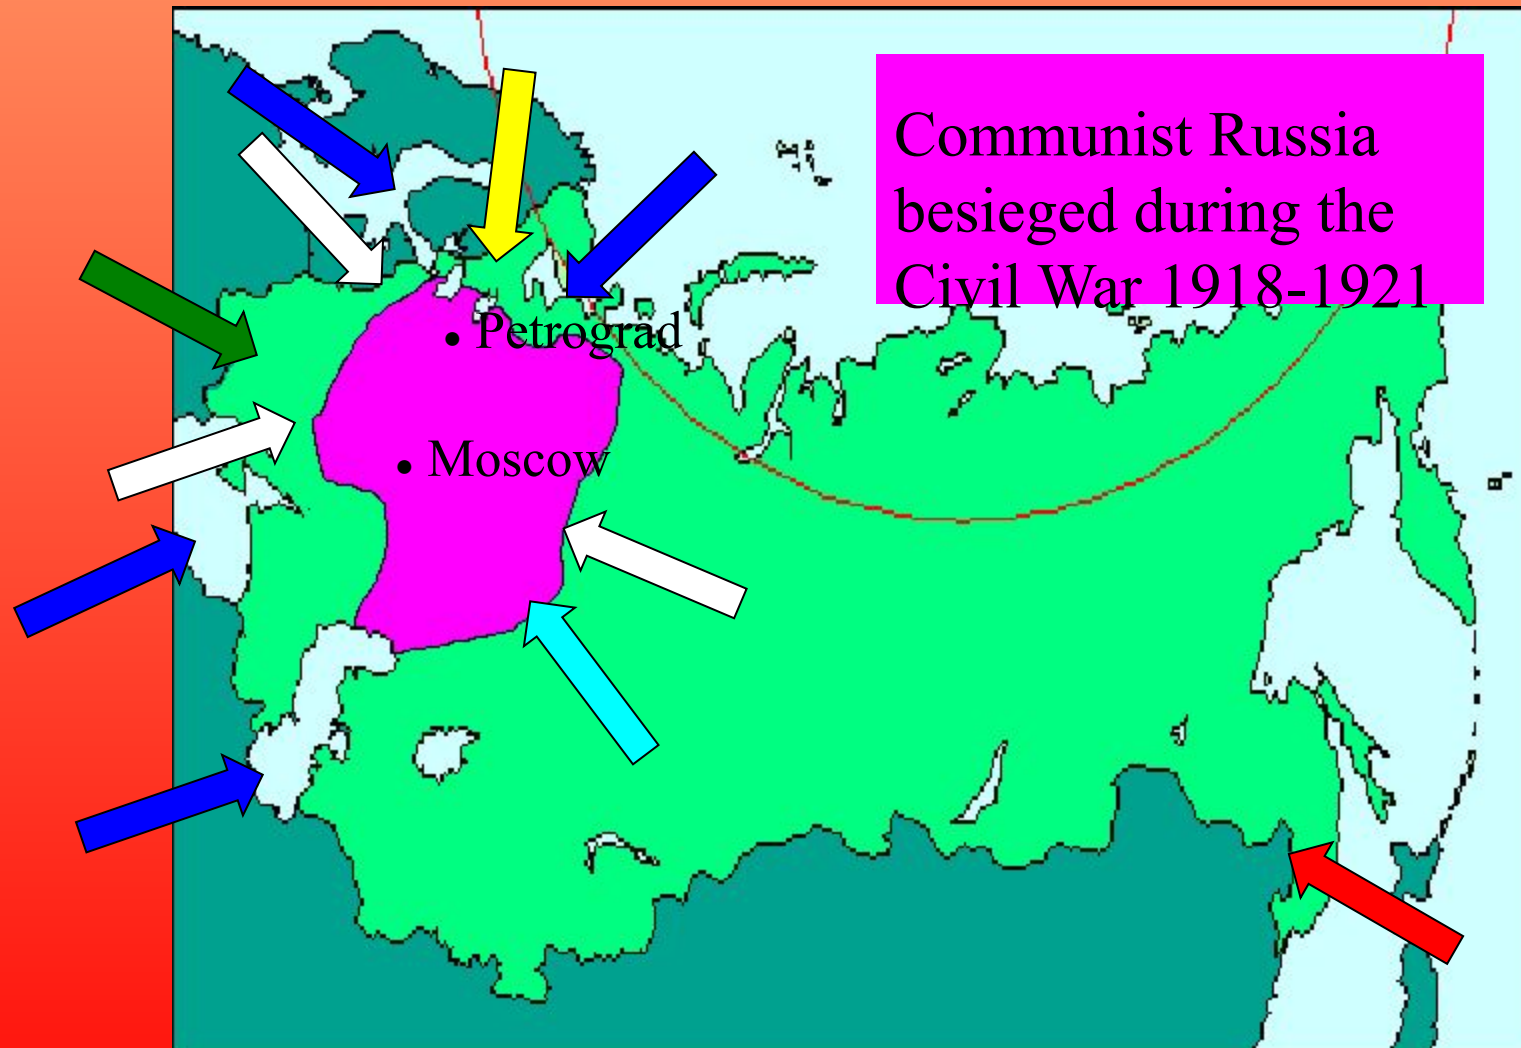 Communist Russia
besieged during the
Civil War 1918-1921
• Petrograd
• Moscow